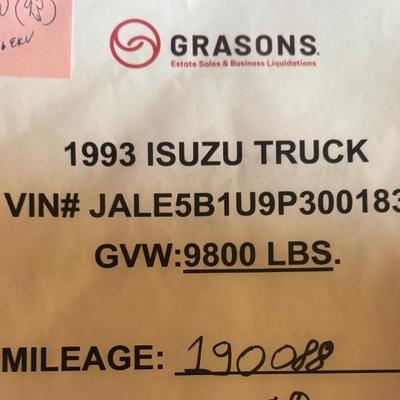 GRASONS.
Estate Sales & Business Liquidations
1993 ISUZU TRUCK
VIN# JALE5B1U9P300183
GVW:9800 LBS.
MILEAGE: 190088